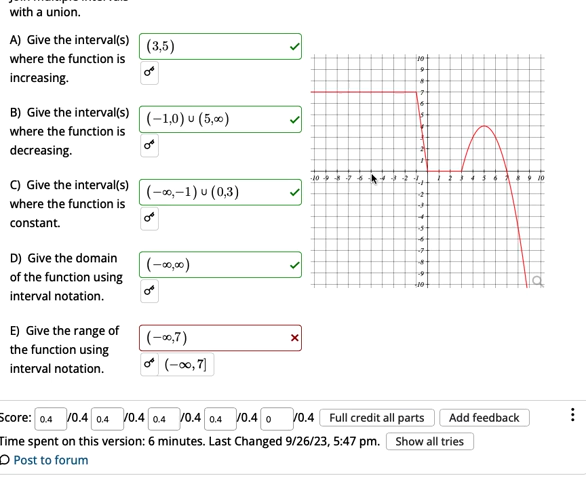 with a union.
A) Give the interval(s)
where the function is
increasing.
(3,5)
B) Give the interval(s)
where the function is
decreasing.
(−1,0) ∪ (5,∞)
C) Give the interval(s)
where the function is
constant.
(−∞,−1) ∪ (0,3)
D) Give the domain
of the function using
interval notation.
(−∞,∞)
E) Give the range of
the function using
interval notation.
(−∞,7)
(−∞, 7]
10
9
8
7
6
5
4
2
1
-10 -9 -8 -7 -6 -4 -3 -2 -1 1 2 3 4 5 6 7 8 9 10
-1
-2
-3
-4
-5
-6
-7
-8
-9
-10
Score: 0.4 /0.4 0.4 /0.4 0.4 /0.4 0.4 /0.4 0 /0.4 Full credit all parts Add feedback
Time spent on this version: 6 minutes. Last Changed 9/26/23, 5:47 pm. Show all tries
Post to forum